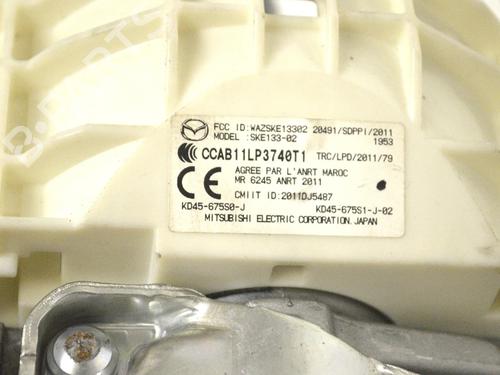 FCC ID:WAZSKE13302 20491/SDPPI/2011
MODEL :SKE133-02 1953
CCAB11LP3740T1 TRC/LPD/2011/79
AGREE PAR L'ANRT MAROC
MR 6245 ANRT 2011
CE
CMIIT ID:2011DJ5487
KD45-675S0-J KD45-675S1-J-02
MITSUBISHI ELECTRIC CORPORATION.JAPAN